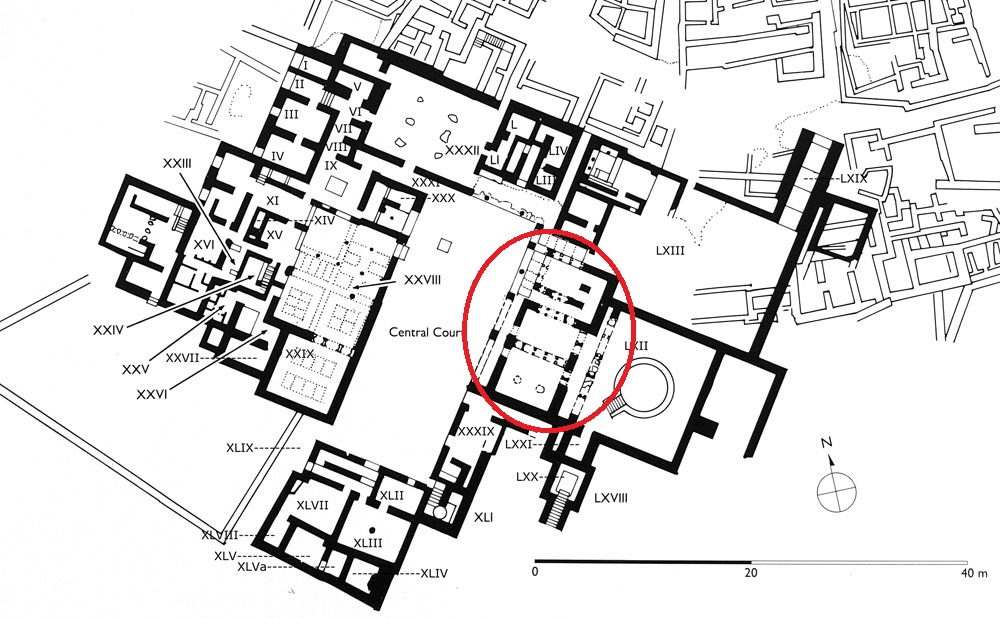 I
II
V
III
VI
VII
VIII
XXXII
L
LI
LIV
LIII
IV
IX
XXIII
XXXI
XXX
LXIX
XI
XIV
XVI
XV
LXIII
XXVIII
XXIV
Central Cour
XXV
XXVII
XXIX
LXII
XXVI
XXXIX
XLIX
LXXI
LXX
XLII
LXVIII
XLVII
XLI
N
XLVIII
XLIII
XLV
XLVa
XLIV
0 20 40 m